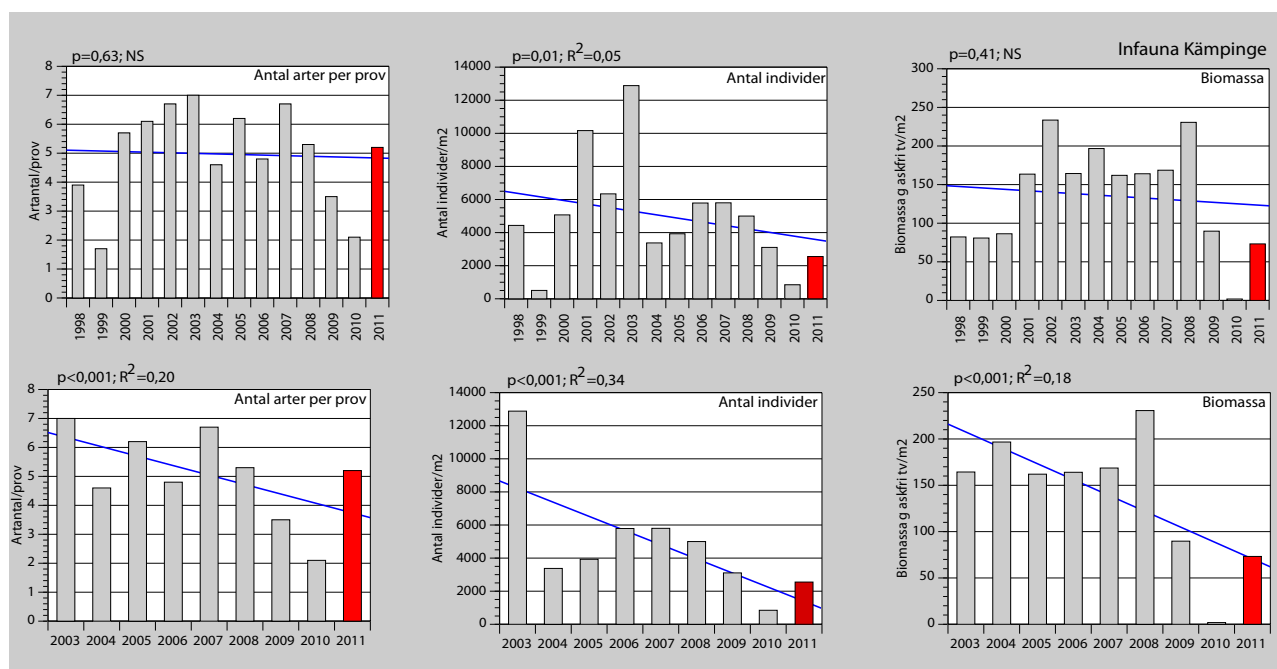 Infauna Kämpinge
p=0,63; NS
Antal arter per prov
Artantal/prov
8
7
6
5
4
3
2
1
0
1998 1999 2000 2001 2002 2003 2004 2005 2006 2007 2008 2009 2010 2011
p=0,01; R²=0,05
Antal individer
Antal individer/m2
14000
12000
10000
8000
6000
4000
2000
0
1998 1999 2000 2001 2002 2003 2004 2005 2006 2007 2008 2009 2010 2011
p=0,41; NS
Biomassa
Biomassa g askfri tv/m2
300
250
200
150
100
50
0
1998 1999 2000 2001 2002 2003 2004 2005 2006 2007 2008 2009 2010 2011
p<0,001; R²=0,20
Antal arter per prov
Artantal/prov
8
7
6
5
4
3
2
1
0
2003 2004 2005 2006 2007 2008 2009 2010 2011
p<0,001; R²=0,34
Antal individer
Antal individer/m2
14000
12000
10000
8000
6000
4000
2000
0
2003 2004 2005 2006 2007 2008 2009 2010 2011
p<0,001; R²=0,18
Biomassa
Biomassa g askfri tv/m2
250
200
150
100
50
0
2003 2004 2005 2006 2007 2008 2009 2010 2011